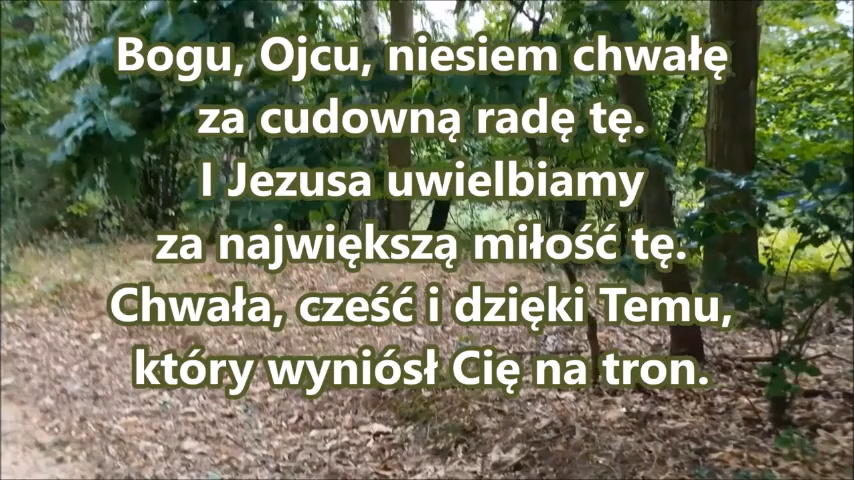 Bogu, Ojcu, niesiem chwałę
za cudowną radę tę.
I Jezusa uwielbiamy
za największą miłość tę.
Chwała, cześć i dzięki Temu,
który wyniósł Cię na tron.